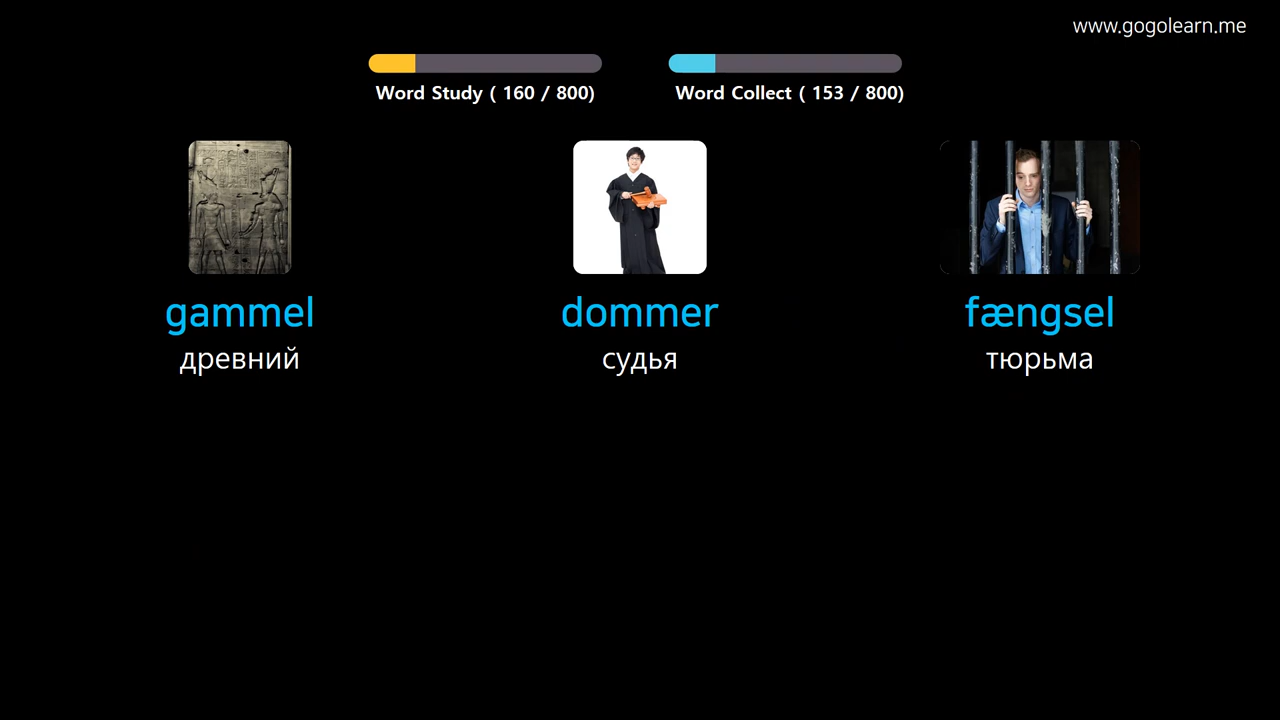 www.gogolearn.me
Word Study ( 160 / 800)
Word Collect ( 153 / 800)
gammel
dommer
fængsel
древний
судья
тюрьма